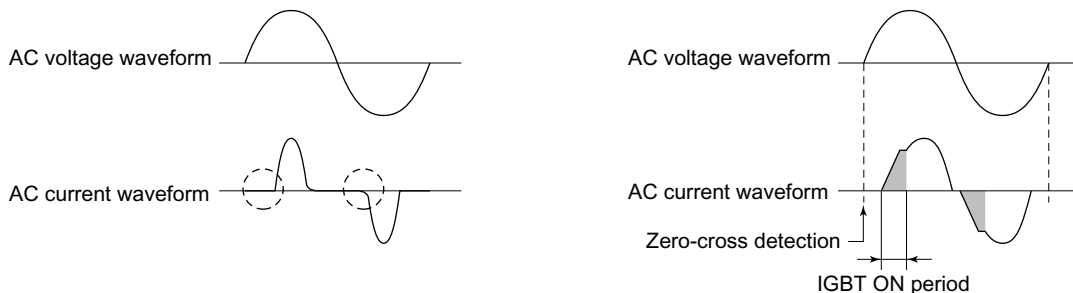 AC voltage waveform
AC current waveform
AC voltage waveform
AC current waveform
Zero-cross detection
IGBT ON period